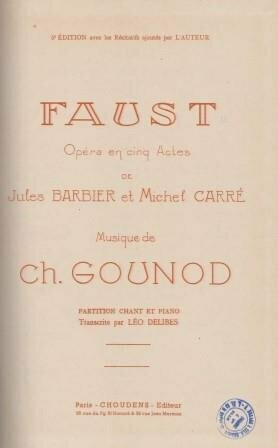 5e ÉDITION avec les Récitatifs ajoutés par L'AUTEUR
FAUST
Opéra en cinq Actes
DE
Jules BARBIER et Michel CARRÉ
Musique de
Ch. GOUNOD
PARTITION CHANT ET PIANO
Transcrite par LÉO DELIBES
Paris - CHOUDENS - Editeur